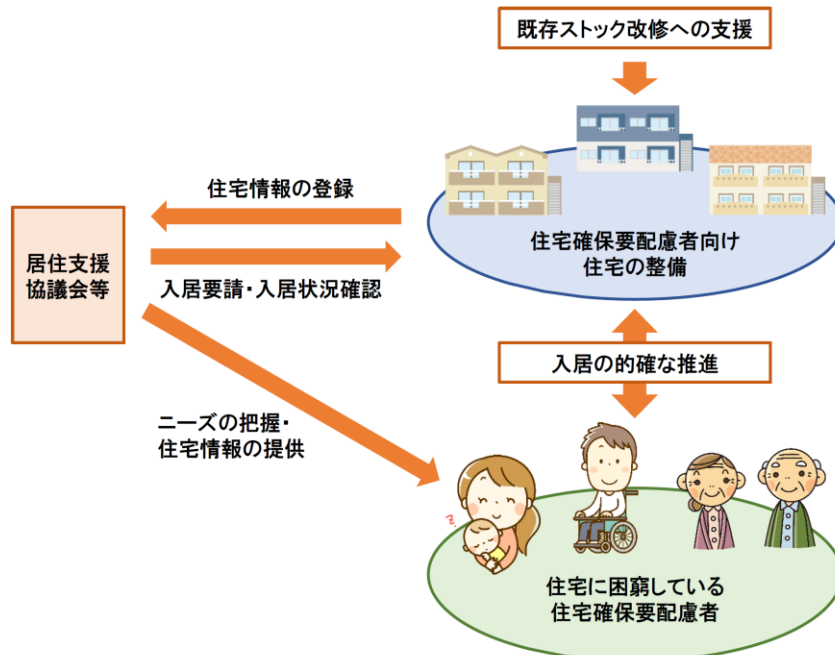 既存ストック改修への支援
住宅情報の登録
居住支援
協議会等
入居要請・入居状況確認
住宅確保要配慮者向け
住宅の整備
入居の的確な推進
ニーズの把握・
住宅情報の提供
住宅に困窮している
住宅確保要配慮者